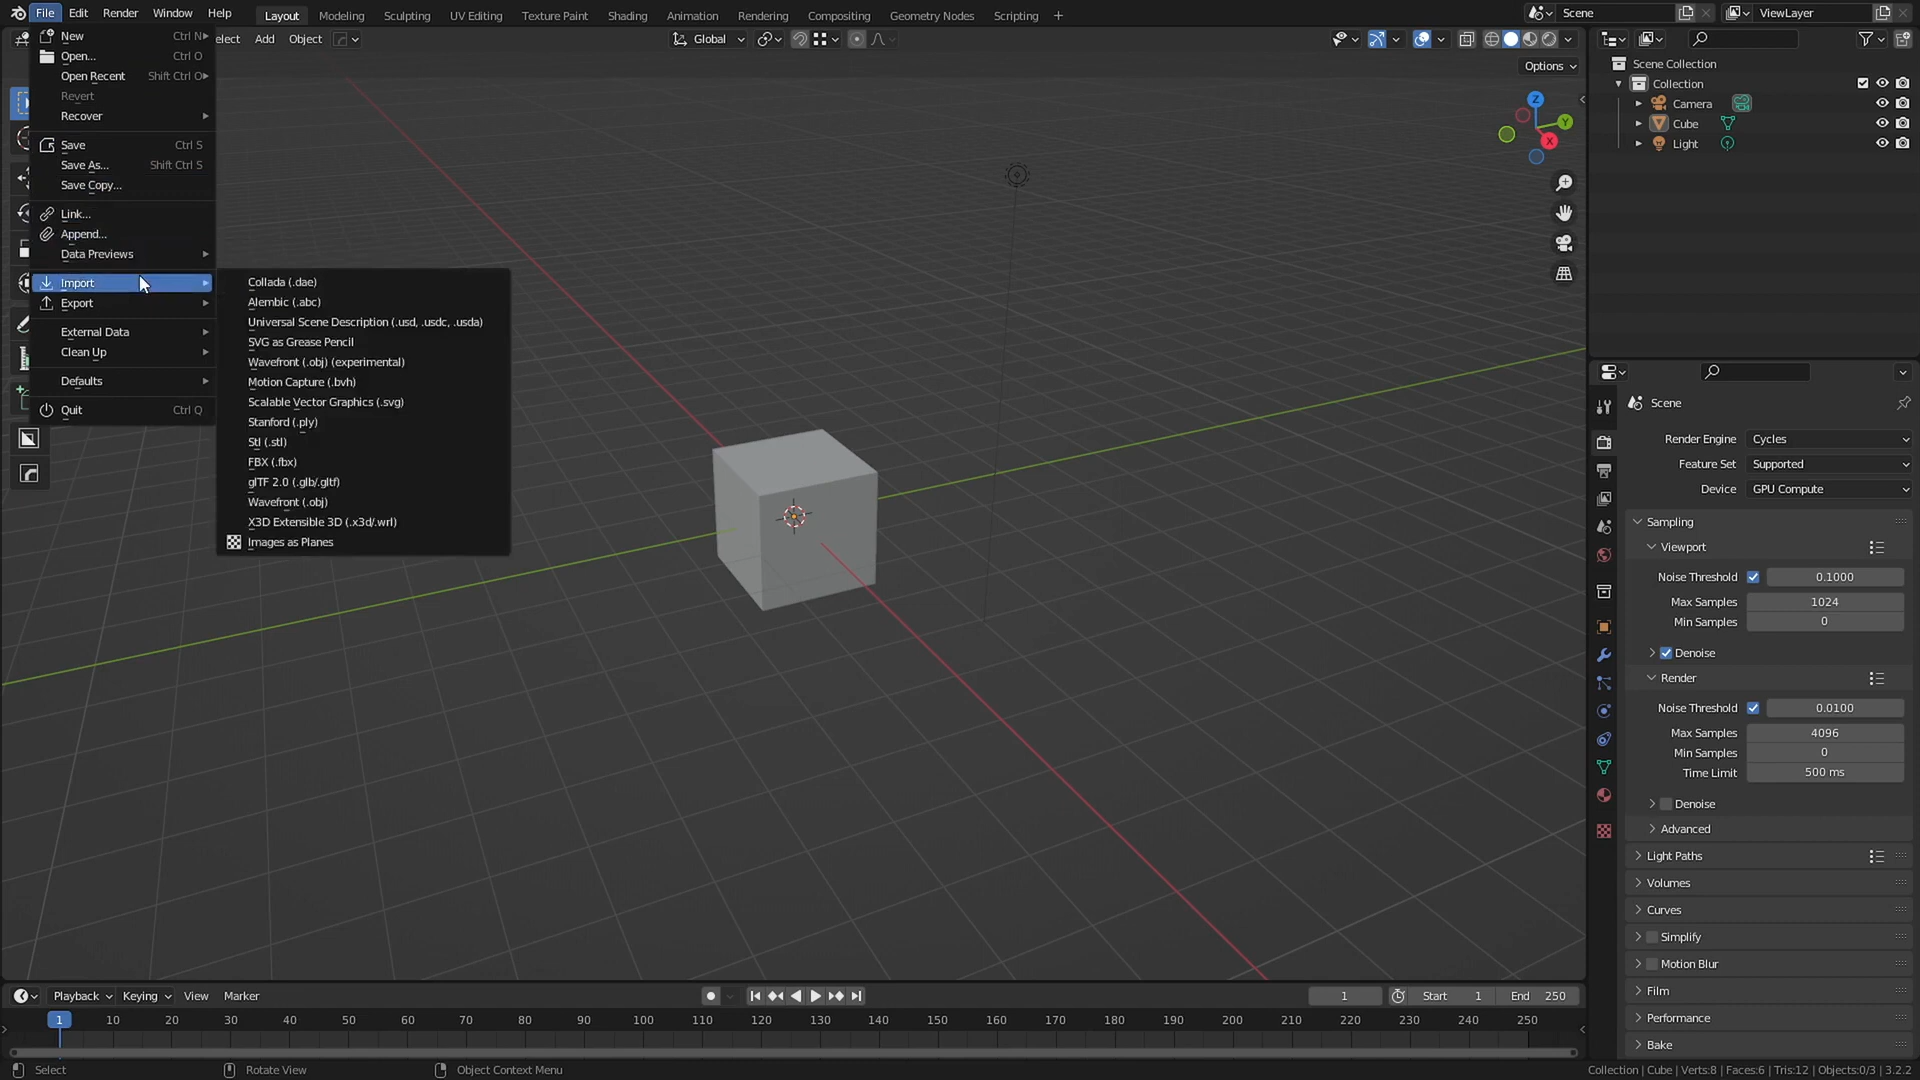 File Edit Render Window Help Layout Modeling Sculpting UV Editing Texture Paint Shading Animation Rendering Compositing Geometry Nodes Scripting + Scene ViewLayer
elect Add Object Global
Options
New Ctrl N
Open... Ctrl O
Open Recent Shift Ctrl O
Revert
Recover
Save Ctrl S
Save As... Shift Ctrl S
Save Copy...
Link...
Append...
Data Previews
Import
Export
External Data
Clean Up
Defaults
Quit Ctrl Q
Collada (.dae)
Alembic (.abc)
Universal Scene Description (.usd, .usdc, .usda)
SVG as Grease Pencil
Wavefront (.obj) (experimental)
Motion Capture (.bvh)
Scalable Vector Graphics (.svg)
Stanford (.ply)
Stl (.stl)
FBX (.fbx)
glTF 2.0 (.glb/.gltf)
Wavefront (.obj)
X3D Extensible 3D (.x3d/.wrl)
Images as Planes
Z
Y
X
Scene Collection
Collection
Camera
Cube
Light
Scene
Render Engine Cycles
Feature Set Supported
Device GPU Compute
Sampling
Viewport
Noise Threshold 0.1000
Max Samples 1024
Min Samples 0
Denoise
Render
Noise Threshold 0.0100
Max Samples 4096
Min Samples 0
Time Limit 500 ms
Denoise
Advanced
Light Paths
Volumes
Curves
Simplify
Motion Blur
Film
Performance
Bake
Playback Keying View Marker 1 Start 1 End 250
1 10 20 30 40 50 60 70 80 90 100 110 120 130 140 150 160 170 180 190 200 210 220 230 240 250
Select Rotate View Object Context Menu Collection | Cube | Verts:8 | Faces:6 | Tris:12 | Objects:0/3 | 3.2.2